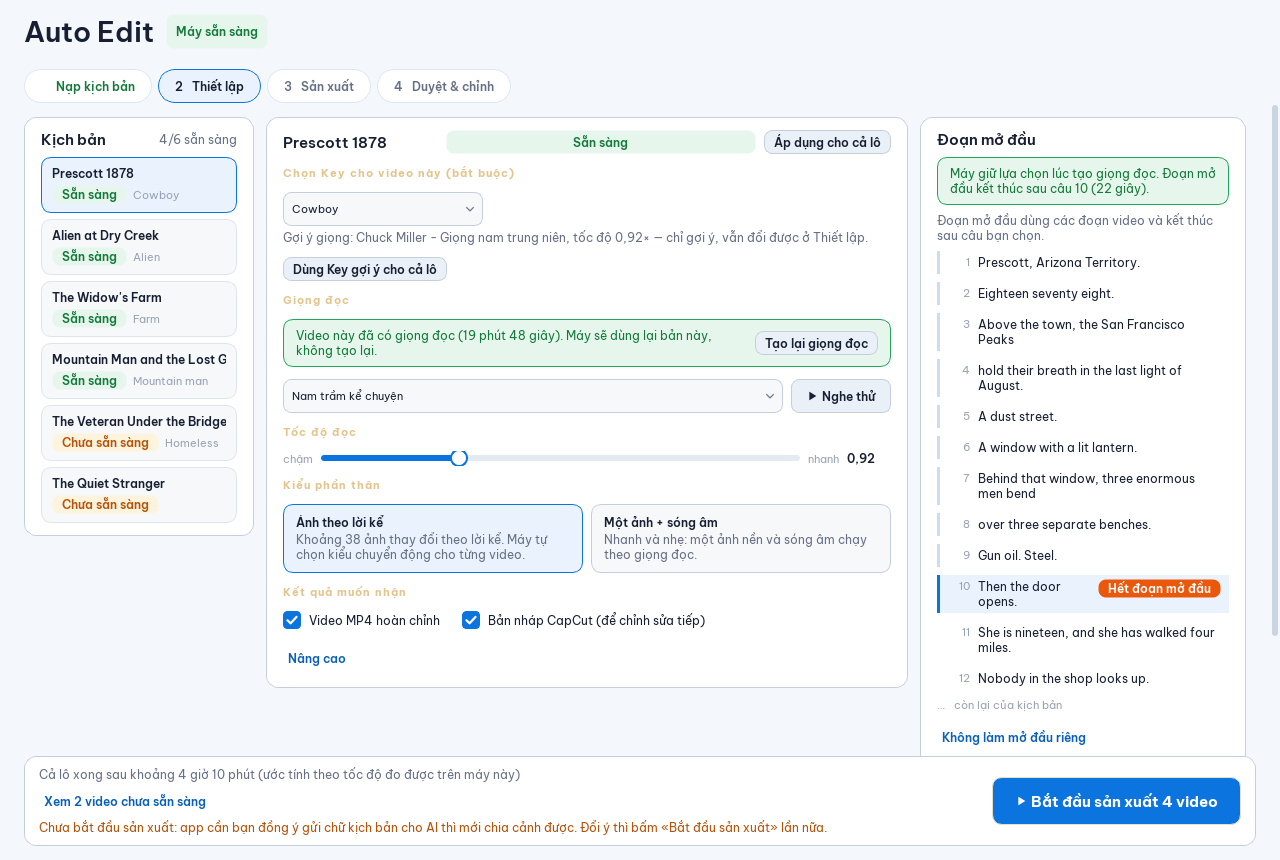 Auto Edit
Máy sẵn sàng
Nạp kịch bản
2 Thiết lập
3 Sản xuất
4 Duyệt & chỉnh
Kịch bản
4/6 sẵn sàng
Prescott 1878
Sẵn sàng Cowboy
Alien at Dry Creek
Sẵn sàng Alien
The Widow's Farm
Sẵn sàng Farm
Mountain Man and the Lost G
Sẵn sàng Mountain man
The Veteran Under the Bridge
Chưa sẵn sàng Homeless
The Quiet Stranger
Chưa sẵn sàng
Prescott 1878
Sẵn sàng
Áp dụng cho cả lô
Chọn Key cho video này (bắt buộc)
Cowboy
Gợi ý giọng: Chuck Miller - Giọng nam trung niên, tốc độ 0,92× — chỉ gợi ý, vẫn đổi được ở Thiết lập.
Dùng Key gợi ý cho cả lô
Giọng đọc
Video này đã có giọng đọc (19 phút 48 giây). Máy sẽ dùng lại bản này,
không tạo lại.
Tạo lại giọng đọc
Nam trầm kể chuyện
Nghe thử
Tốc độ đọc
chậm
nhanh 0,92
Kiểu phần thân
Ảnh theo lời kể
Khoảng 38 ảnh thay đổi theo lời kể. Máy tự
chọn kiểu chuyển động cho từng video.
Một ảnh + sóng âm
Nhanh và nhẹ: một ảnh nền và sóng âm chạy
theo giọng đọc.
Kết quả muốn nhận
Video MP4 hoàn chỉnh
Bản nháp CapCut (để chỉnh sửa tiếp)
Nâng cao
Đoạn mở đầu
Máy giữ lựa chọn lúc tạo giọng đọc. Đoạn mở
đầu kết thúc sau câu 10 (22 giây).
Đoạn mở đầu dùng các đoạn video và kết thúc
sau câu bạn chọn.
1 Prescott, Arizona Territory.
2 Eighteen seventy eight.
3 Above the town, the San Francisco
Peaks
4 hold their breath in the last light of
August.
5 A dust street.
6 A window with a lit lantern.
7 Behind that window, three enormous
men bend
8 over three separate benches.
9 Gun oil. Steel.
10 Then the door
opens.
Hết đoạn mở đầu
11 She is nineteen, and she has walked four
miles.
12 Nobody in the shop looks up.
... còn lại của kịch bản
Không làm mở đầu riêng
Cả lô xong sau khoảng 4 giờ 10 phút (ước tính theo tốc độ đo được trên máy này)
Xem 2 video chưa sẵn sàng
Chưa bắt đầu sản xuất: app cần bạn đồng ý gửi chữ kịch bản cho AI thì mới chia cảnh được. Đổi ý thì bấm «Bắt đầu sản xuất» lần nữa.
Bắt đầu sản xuất 4 video